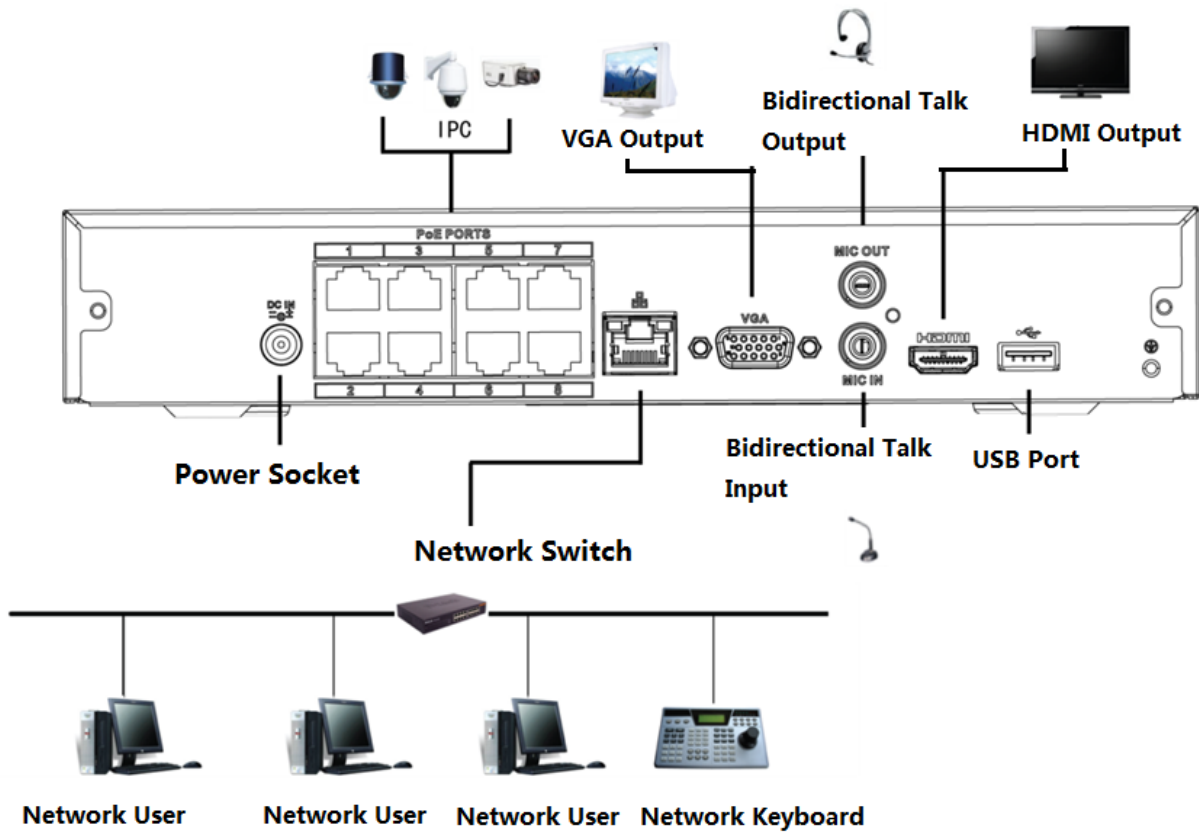 IPC
VGA Output
Bidirectional Talk
Output
HDMI Output
PoE PORTS
1 3 5 7
MIC OUT
DC IN
VGA
HDMI
MIC IN
2 4 6 8
Power Socket
Bidirectional Talk
Input
USB Port
Network Switch
Network User
Network User
Network User
Network Keyboard